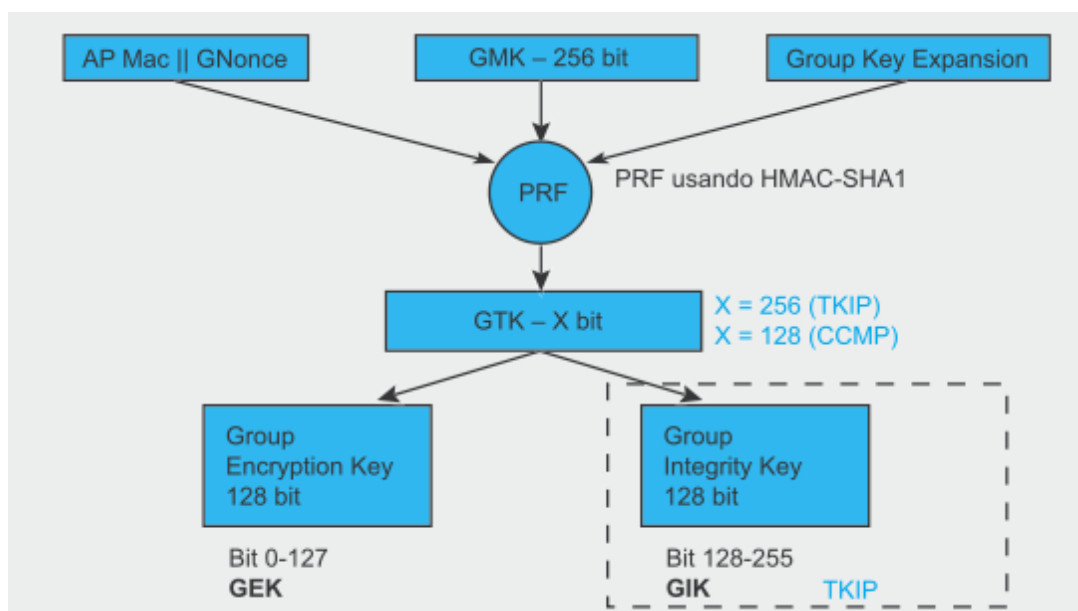 AP Mac || GNonce
GMK – 256 bit
Group Key Expansion
PRF
PRF usando HMAC-SHA1
GTK – X bit
X = 256 (TKIP)
X = 128 (CCMP)
Group
Encryption Key
128 bit
Group
Integrity Key
128 bit
Bit 0-127
GEK
Bit 128-255
GIK
TKIP